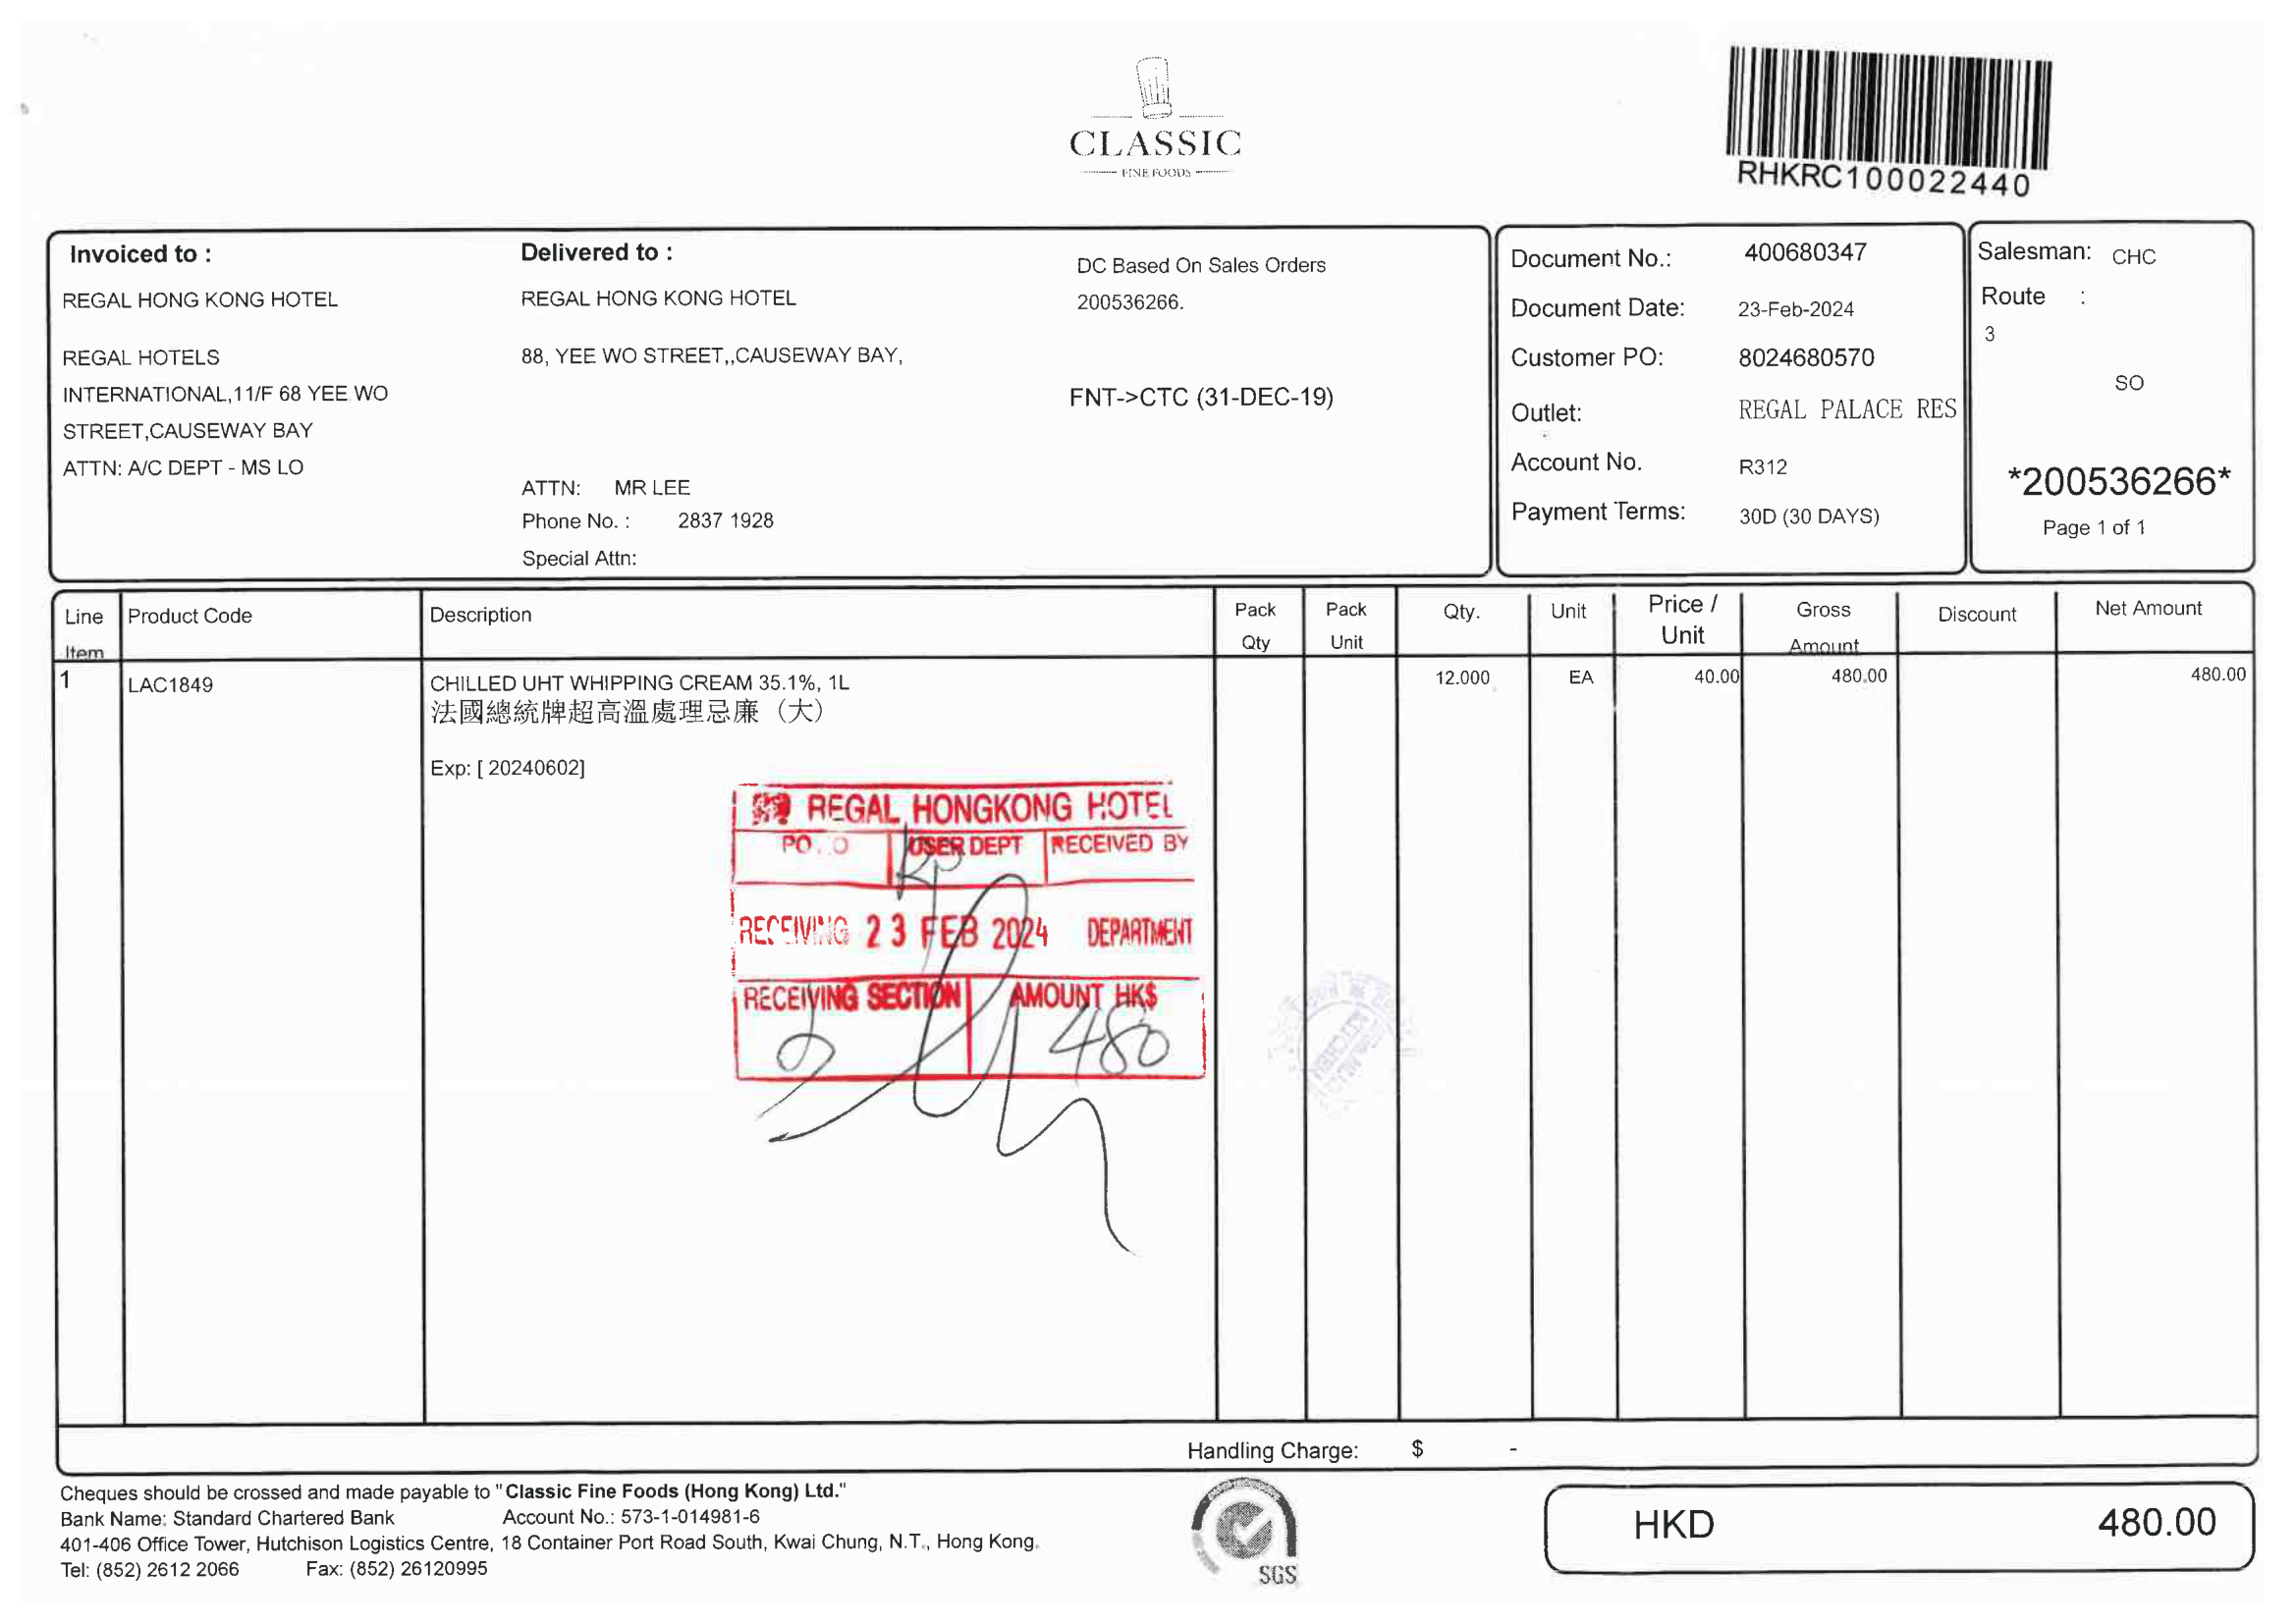 CLASSIC
FINE FOODS
RHKRC100022440
Invoiced to :
REGAL HONG KONG HOTEL
REGAL HOTELS
INTERNATIONAL,11/F 68 YEE WO
STREET,CAUSEWAY BAY
ATTN: A/C DEPT - MS LO
Delivered to :
REGAL HONG KONG HOTEL
88, YEE WO STREET,,CAUSEWAY BAY,
ATTN: MR LEE
Phone No. : 2837 1928
Special Attn:
DC Based On Sales Orders
200536266.
FNT->CTC (31-DEC-19)
Document No.: 400680347
Document Date: 23-Feb-2024
Customer PO: 8024680570
Outlet: REGAL PALACE RES
Account No. R312
Payment Terms: 30D (30 DAYS)
Salesman: CHC
Route :
3
SO
*200536266*
Page 1 of 1
Line Item Product Code Description Pack Qty Pack Unit Qty. Unit Price / Unit Gross Amount Discount Net Amount
1 LAC1849 CHILLED UHT WHIPPING CREAM 35.1%, 1L 12.000 EA 40.00 480.00 480.00
法國總統牌超高溫處理忌廉（大）
Exp: [ 20240602]
REGAL HONGKONG HOTEL
USER DEPT RECEIVED BY
RECEIVING 23 FEB 2024 DEPARTMENT
RECEIVING SECTION AMOUNT HK$
480
KITCHEN
Handling Charge: $ -
Cheques should be crossed and made payable to "Classic Fine Foods (Hong Kong) Ltd."
Bank Name: Standard Chartered Bank Account No.: 573-1-014981-6
401-406 Office Tower, Hutchison Logistics Centre, 18 Container Port Road South, Kwai Chung, N.T., Hong Kong.
Tel: (852) 2612 2066 Fax: (852) 26120995
SGS
HKD 480.00